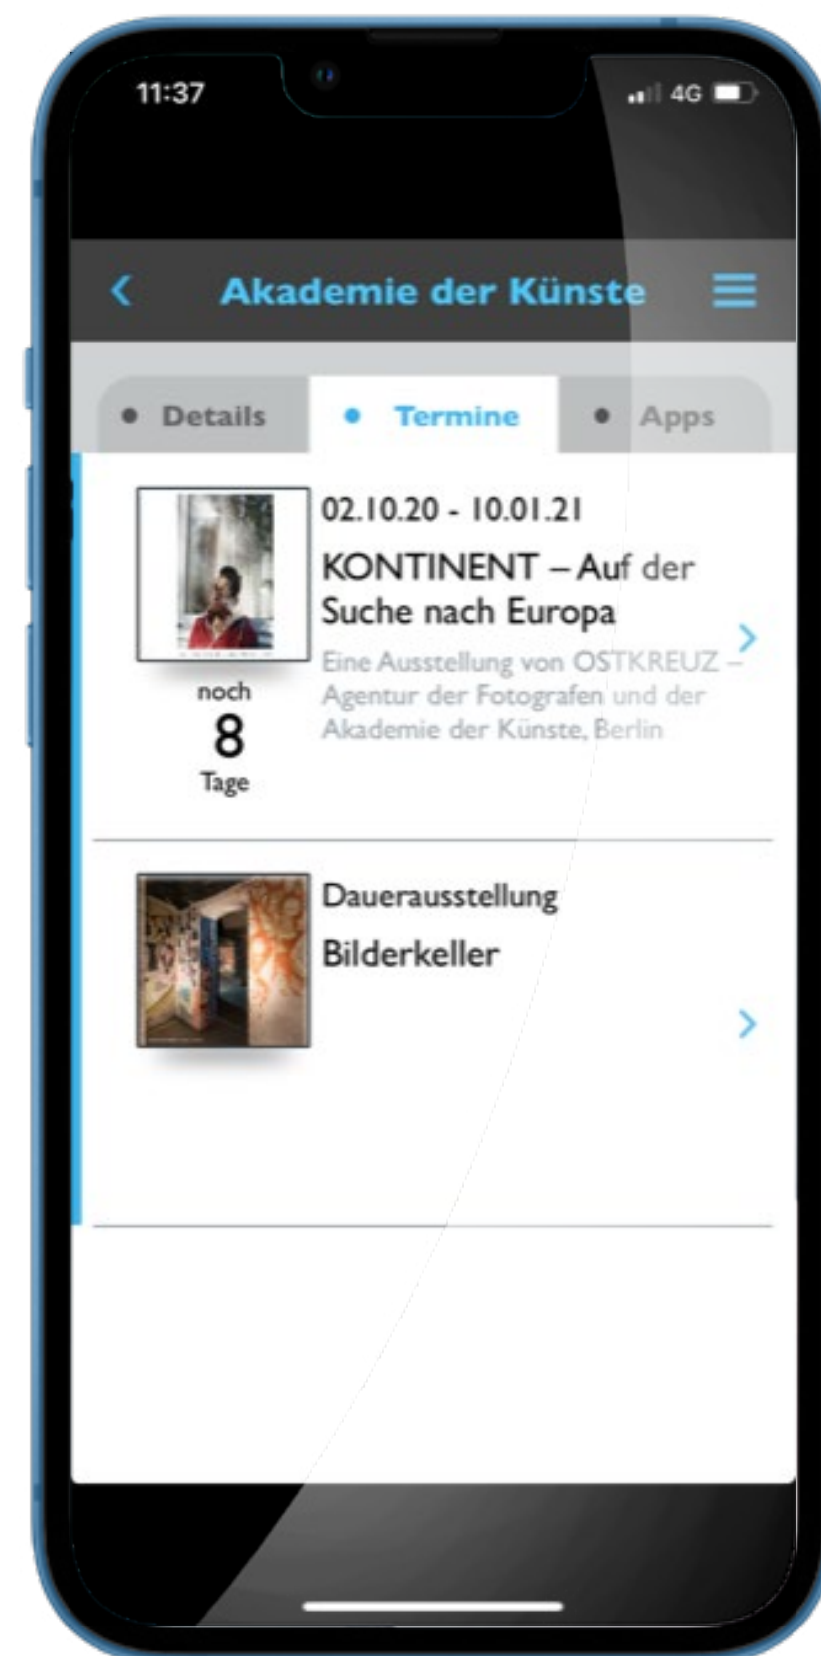 11:37
4G
Akademie der Künste
Details
Termine
Apps
02.10.20 - 10.01.21
KONTINENT – Auf der
Suche nach Europa
Eine Ausstellung von OSTKREUZ –
Agentur der Fotografen und der
Akademie der Künste, Berlin
noch
8
Tage
Dauerausstellung
Bilderkeller